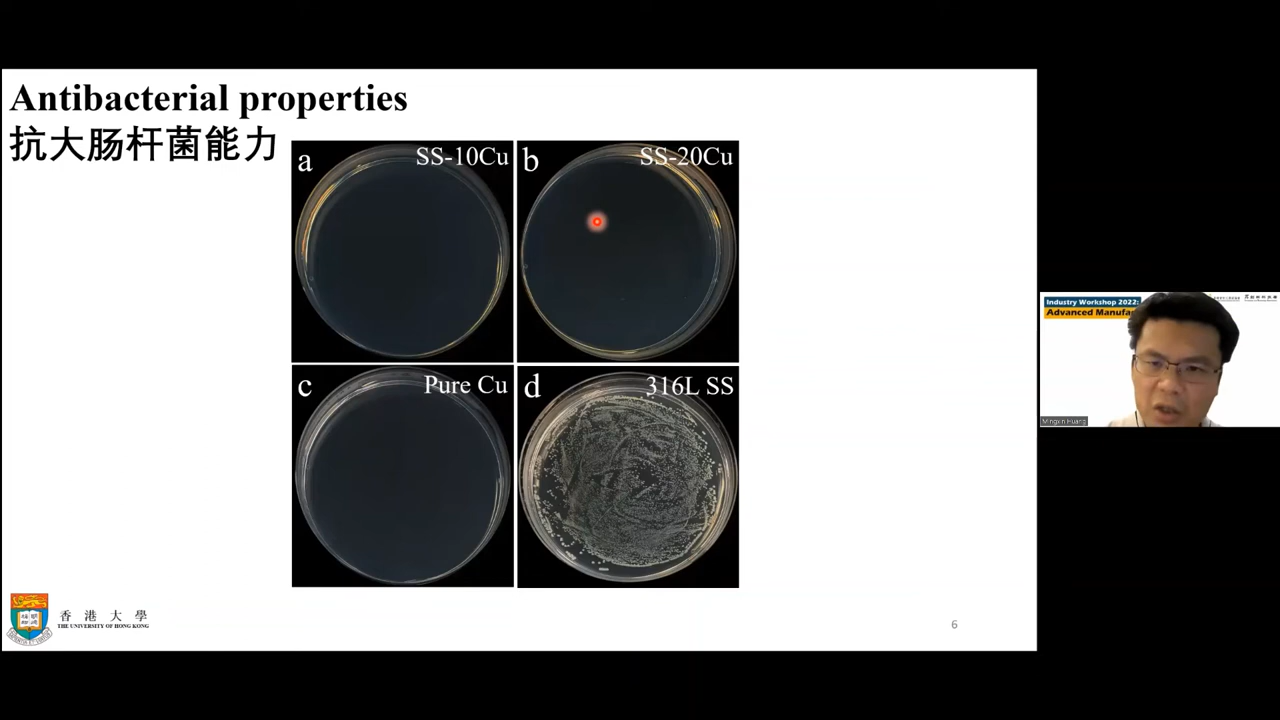 Antibacterial properties
抗大肠杆菌能力
a SS-10Cu
b SS-20Cu
c Pure Cu
d 316L SS
香港大學
THE UNIVERSITY OF HONG KONG
6
Industry Workshop 2022:
Advanced Manufa
Mingxin Huang